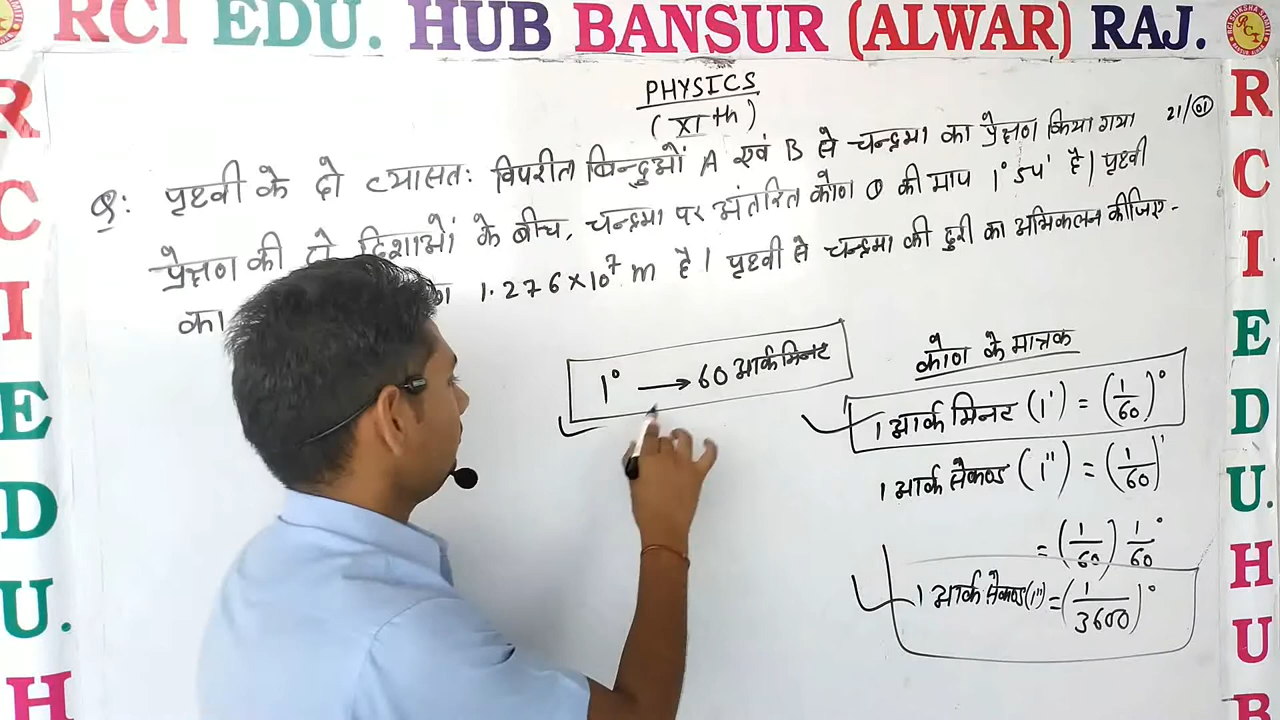 RCI EDU. HUB BANSUR (ALWAR) RAJ.
PHYSICS
(XI th)
21/01
Q: पृथ्वी के दो व्यासतः विपरीत बिन्दुओं A एवं B से चन्द्रमा का प्रेक्षण किया गया
प्रेक्षण की दो दिशाओं के बीच, चन्द्रमा पर अंतरित कोण θ की माप 1° 54' है। पृथ्वी
का 1.276×10⁷ m है। पृथ्वी से चन्द्रमा की दुरी का अभिकलन कीजिए -
1° → 60 आर्कमिनट
कोण के मात्रक
1 आर्क मिनट (1') = (1/60)°
1 आर्क सैकण्ड (1'') = (1/60)'
= (1/60) 1/60°
1 आर्क सैकण्ड(1'') = (1/3600)°
R
C
I
E
D
U.
H
R
C
I
E
D
U.
H
U
B